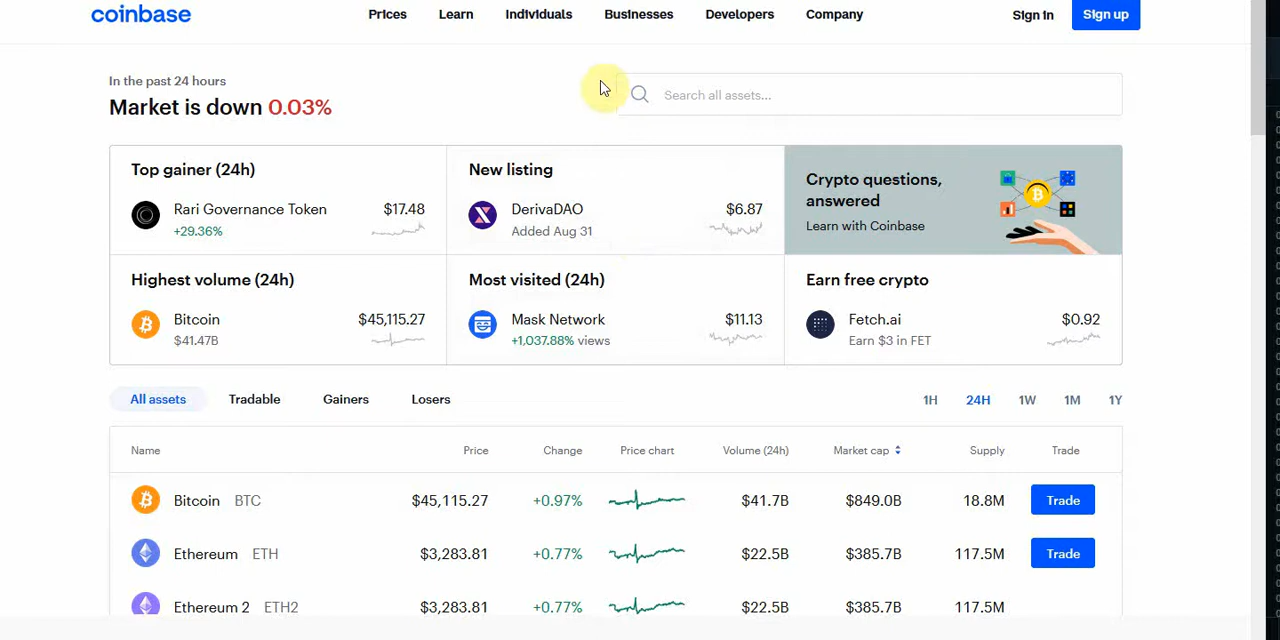 coinbase
Prices Learn Individuals Businesses Developers Company Sign in Sign up
In the past 24 hours
Market is down 0.03%
Search all assets...
Top gainer (24h)
Rari Governance Token $17.48
+29.36%
New listing
DerivaDAO $6.87
Added Aug 31
Crypto questions,
answered
Learn with Coinbase
Highest volume (24h)
Bitcoin $45,115.27
$41.47B
Most visited (24h)
Mask Network $11.13
+1,037.88% views
Earn free crypto
Fetch.ai $0.92
Earn $3 in FET
All assets Tradable Gainers Losers 1H 24H 1W 1M 1Y
Name Price Change Price chart Volume (24h) Market cap Supply Trade
Bitcoin BTC $45,115.27 +0.97% $41.7B $849.0B 18.8M Trade
Ethereum ETH $3,283.81 +0.77% $22.5B $385.7B 117.5M Trade
Ethereum 2 ETH2 $3,283.81 +0.77% $22.5B $385.7B 117.5M